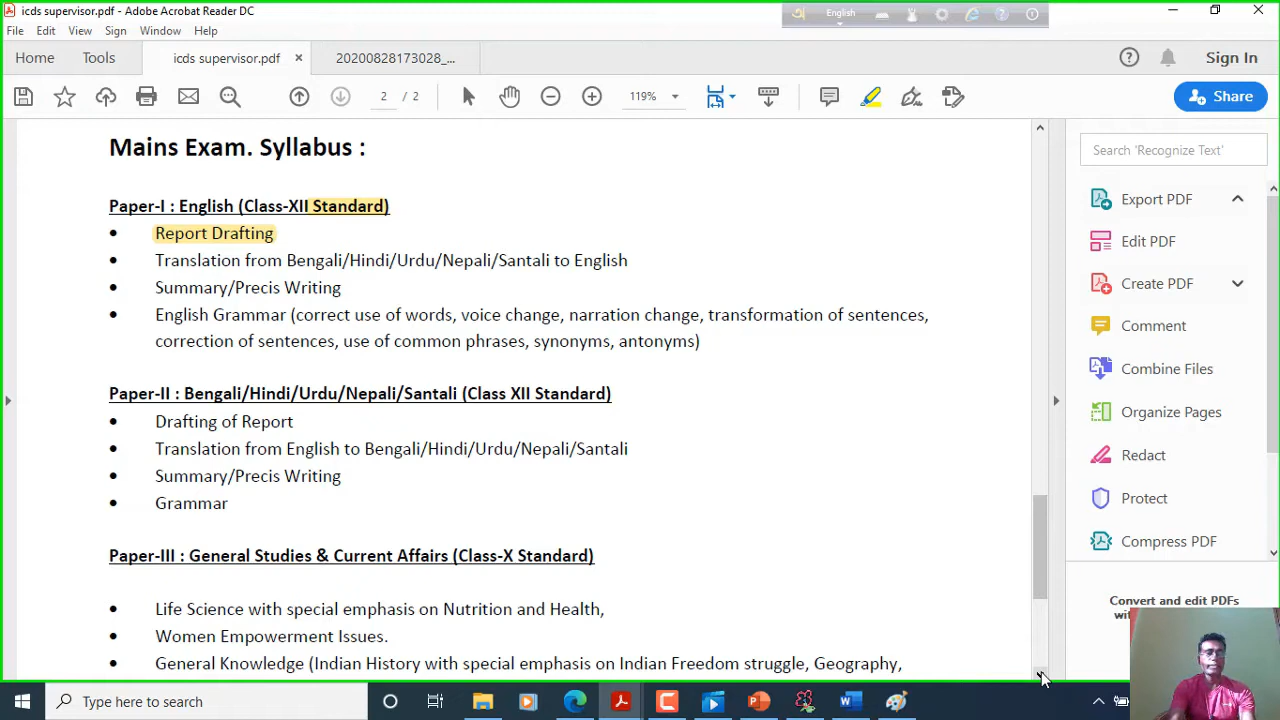 icds supervisor.pdf - Adobe Acrobat Reader DC
English
File Edit View Sign Window Help
Home Tools icds supervisor.pdf × 20200828173028_... Sign In
2 / 2 119% Share
Mains Exam. Syllabus :
Search 'Recognize Text'
Paper-I : English (Class-XII Standard)
Export PDF
• Report Drafting
Edit PDF
• Translation from Bengali/Hindi/Urdu/Nepali/Santali to English
• Summary/Precis Writing
Create PDF
• English Grammar (correct use of words, voice change, narration change, transformation of sentences,
Comment
correction of sentences, use of common phrases, synonyms, antonyms)
Combine Files
Paper-II : Bengali/Hindi/Urdu/Nepali/Santali (Class XII Standard)
Organize Pages
• Drafting of Report
• Translation from English to Bengali/Hindi/Urdu/Nepali/Santali
Redact
• Summary/Precis Writing
Protect
• Grammar
Compress PDF
Paper-III : General Studies & Current Affairs (Class-X Standard)
• Life Science with special emphasis on Nutrition and Health,
Convert and edit PDFs
• Women Empowerment Issues.
• General Knowledge (Indian History with special emphasis on Indian Freedom struggle, Geography,
Type here to search